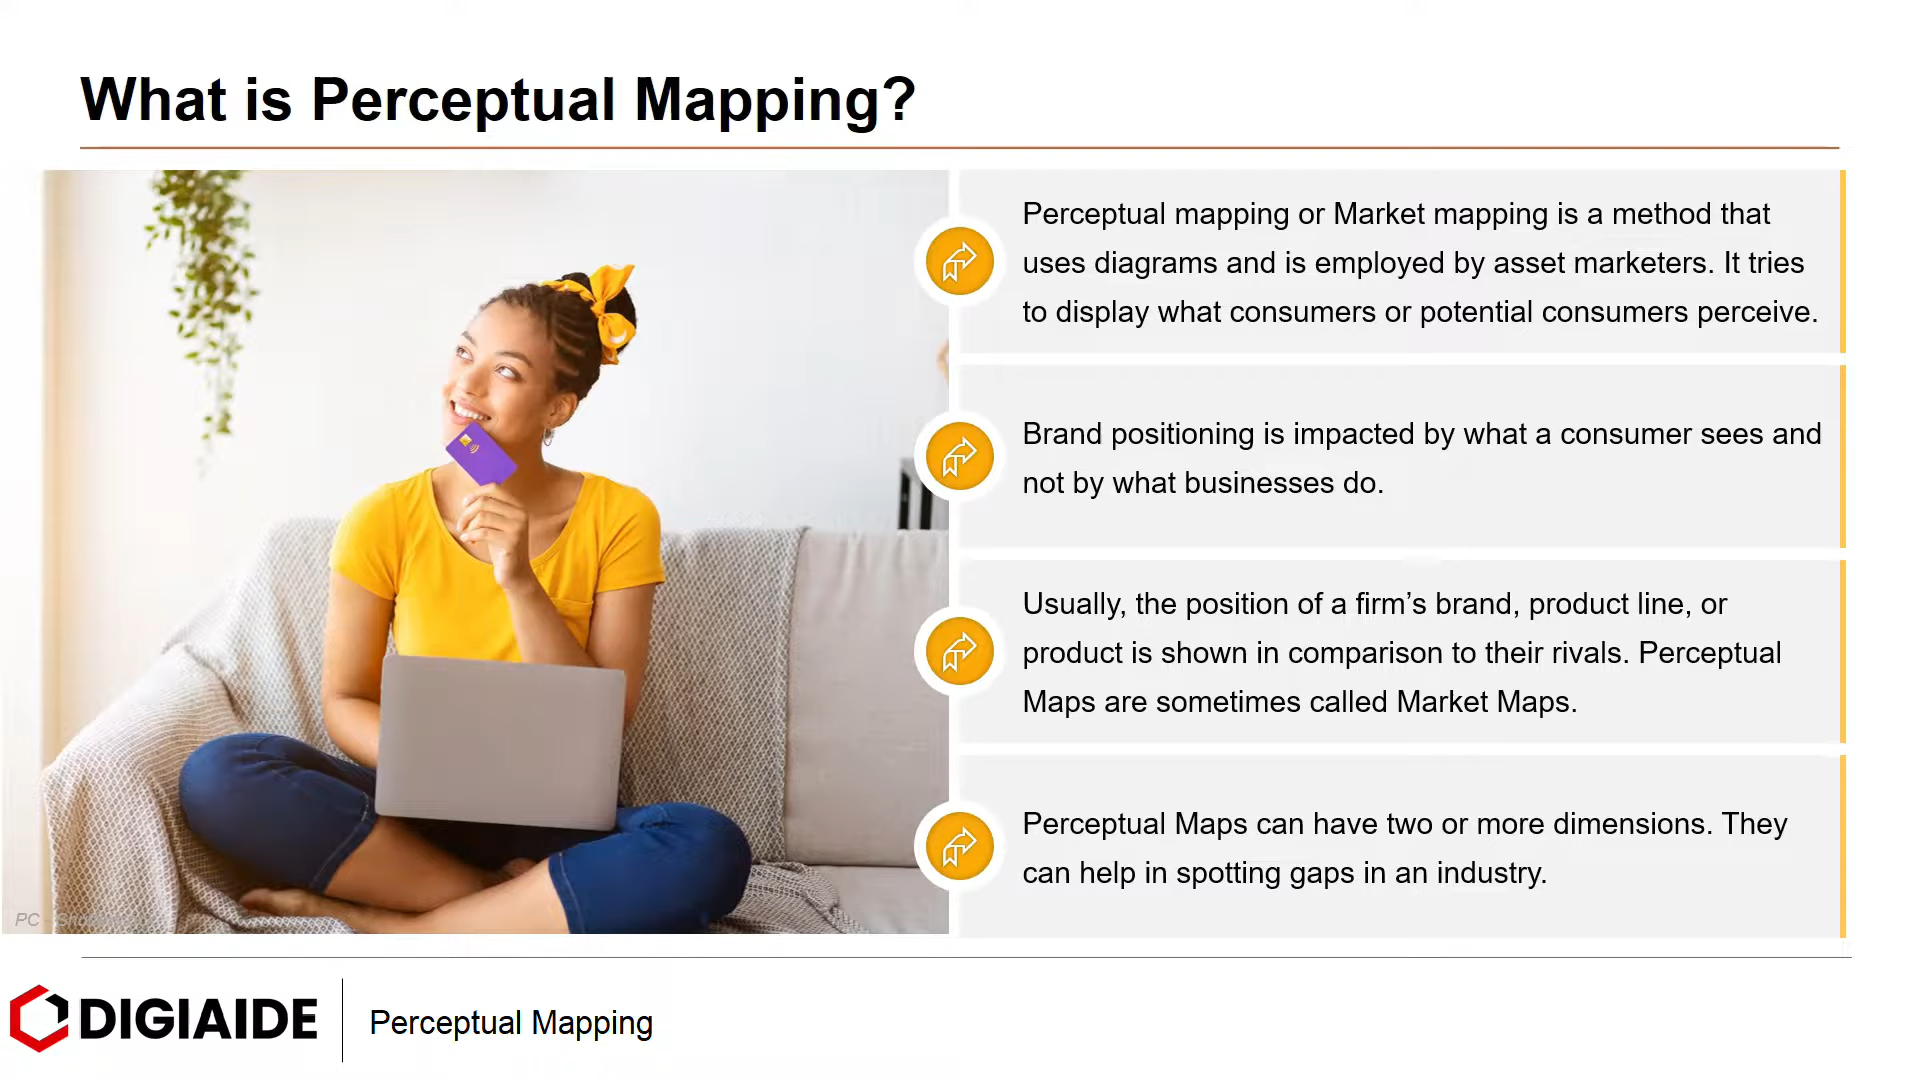 What is Perceptual Mapping?
Perceptual mapping or Market mapping is a method that
uses diagrams and is employed by asset marketers. It tries
to display what consumers or potential consumers perceive.
Brand positioning is impacted by what a consumer sees and
not by what businesses do.
Usually, the position of a firm’s brand, product line, or
product is shown in comparison to their rivals. Perceptual
Maps are sometimes called Market Maps.
Perceptual Maps can have two or more dimensions. They
can help in spotting gaps in an industry.
PC
DIGIAIDE
Perceptual Mapping